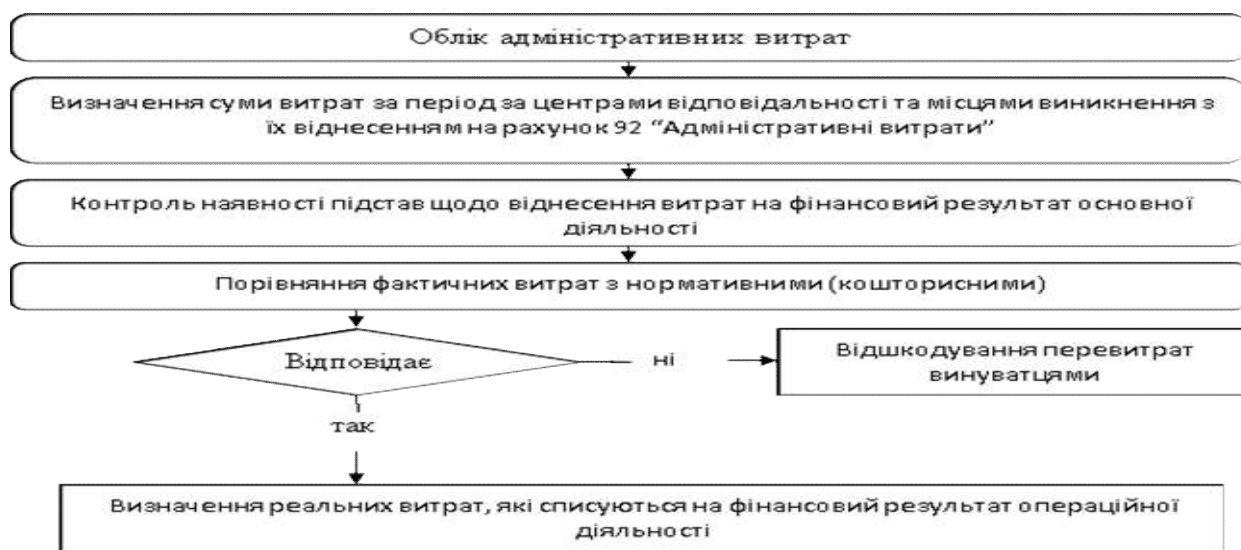 Облік адміністративних витрат
Визначення суми витрат за період за центрами відповідальності та місцями виникнення з
їх віднесенням на рахунок 92 “Адміністративні витрати”
Контроль наявності підстав щодо віднесення витрат на фінансовий результат основної
діяльності
Порівняння фактичних витрат з нормативними (кошторисними)
Відповідає
ні
Відшкодування перевитрат
винуватцями
так
Визначення реальних витрат, які списуються на фінансовий результат операційної
діяльності